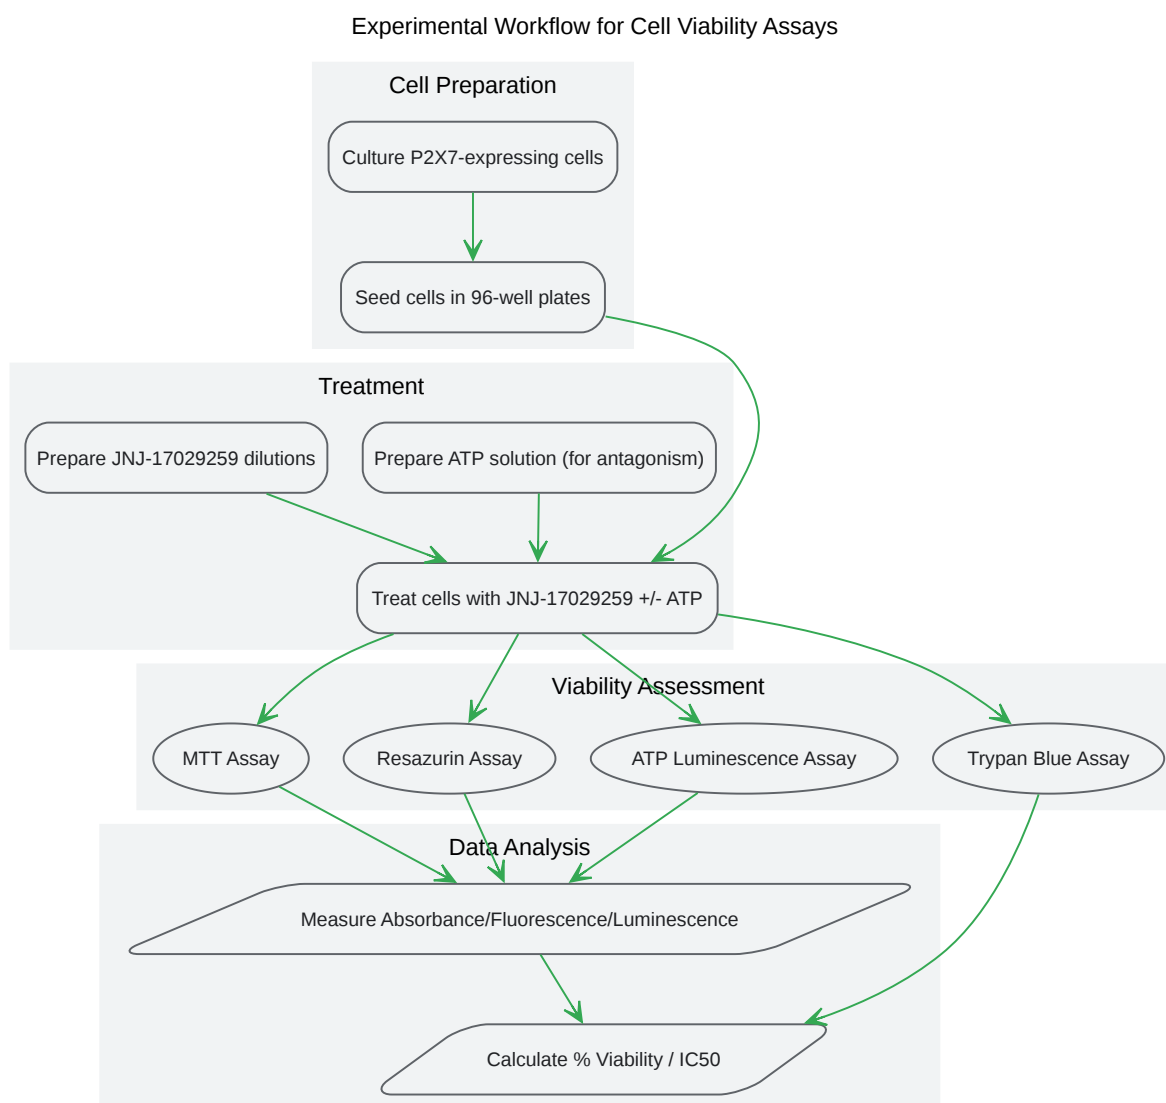 Experimental Workflow for Cell Viability Assays
Cell Preparation
Culture P2X7-expressing cells
Seed cells in 96-well plates
Treatment
Prepare JNJ-17029259 dilutions
Prepare ATP solution (for antagonism)
Treat cells with JNJ-17029259 +/- ATP
Viability Assessment
MTT Assay
Resazurin Assay
ATP Luminescence Assay
Trypan Blue Assay
Data Analysis
Measure Absorbance/Fluorescence/Luminescence
Calculate % Viability / IC50